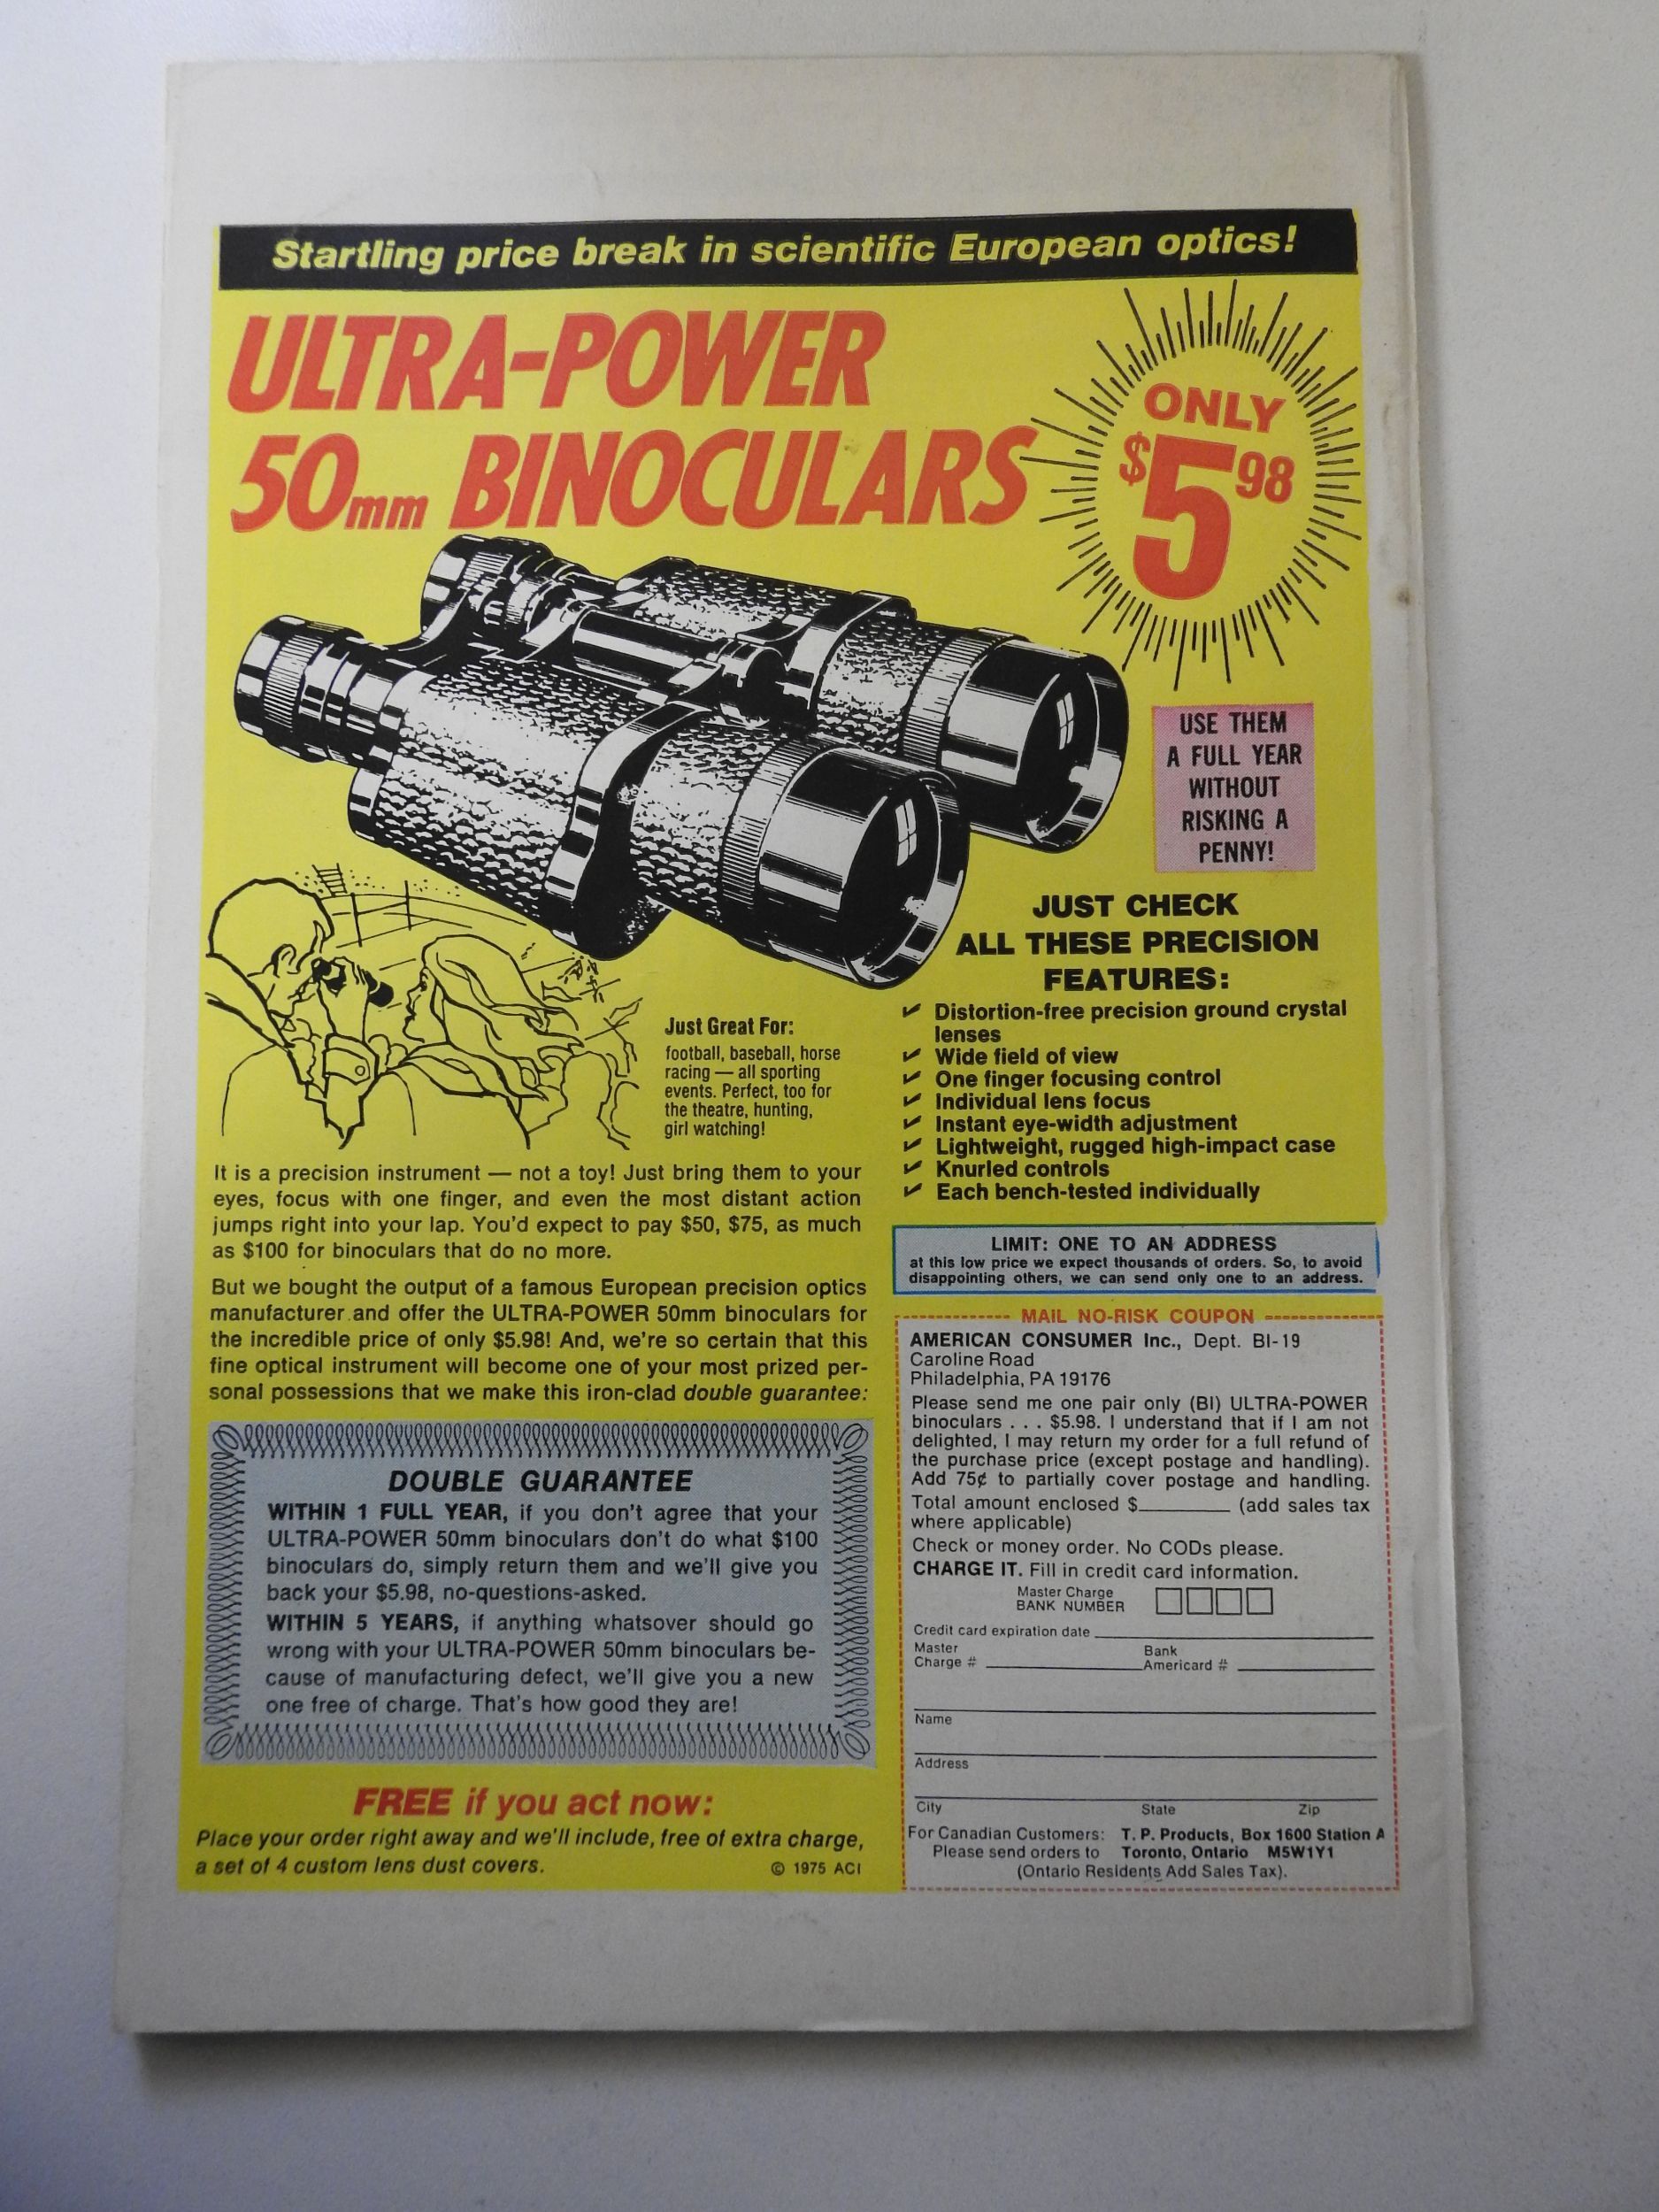 Startling price break in scientific European optics!
ULTRA-POWER
50mm BINOCULARS
ONLY
$5.98
USE THEM
A FULL YEAR
WITHOUT
RISKING A
PENNY!
JUST CHECK
ALL THESE PRECISION
FEATURES:
✔ Distortion-free precision ground crystal
lenses
✔ Wide field of view
✔ One finger focusing control
✔ Individual lens focus
✔ Instant eye-width adjustment
✔ Lightweight, rugged high-impact case
✔ Knurled controls
✔ Each bench-tested individually
Just Great For:
football, baseball, horse
racing — all sporting
events. Perfect, too for
the theatre, hunting,
girl watching!
It is a precision instrument — not a toy! Just bring them to your
eyes, focus with one finger, and even the most distant action
jumps right into your lap. You'd expect to pay $50, $75, as much
as $100 for binoculars that do no more.
But we bought the output of a famous European precision optics
manufacturer and offer the ULTRA-POWER 50mm binoculars for
the incredible price of only $5.98! And, we're so certain that this
fine optical instrument will become one of your most prized per-
sonal possessions that we make this iron-clad double guarantee:
DOUBLE GUARANTEE
WITHIN 1 FULL YEAR, if you don't agree that your
ULTRA-POWER 50mm binoculars don't do what $100
binoculars do, simply return them and we'll give you
back your $5.98, no-questions-asked.
WITHIN 5 YEARS, if anything whatsover should go
wrong with your ULTRA-POWER 50mm binoculars be-
cause of manufacturing defect, we'll give you a new
one free of charge. That's how good they are!
FREE if you act now:
Place your order right away and we'll include, free of extra charge,
a set of 4 custom lens dust covers.
© 1975 ACI
LIMIT: ONE TO AN ADDRESS
at this low price we expect thousands of orders. So, to avoid
disappointing others, we can send only one to an address.
MAIL NO-RISK COUPON
AMERICAN CONSUMER Inc., Dept. BI-19
Caroline Road
Philadelphia, PA 19176
Please send me one pair only (BI) ULTRA-POWER
binoculars . . . $5.98. I understand that if I am not
delighted, I may return my order for a full refund of
the purchase price (except postage and handling).
Add 75¢ to partially cover postage and handling.
Total amount enclosed $________ (add sales tax
where applicable)
Check or money order. No CODs please.
CHARGE IT. Fill in credit card information.
Master Charge
BANK NUMBER
Credit card expiration date
Master
Charge #
Bank
Americard #
Name
Address
City State Zip
For Canadian Customers: T. P. Products, Box 1600 Station A
Please send orders to Toronto, Ontario M5W1Y1
(Ontario Residents Add Sales Tax).